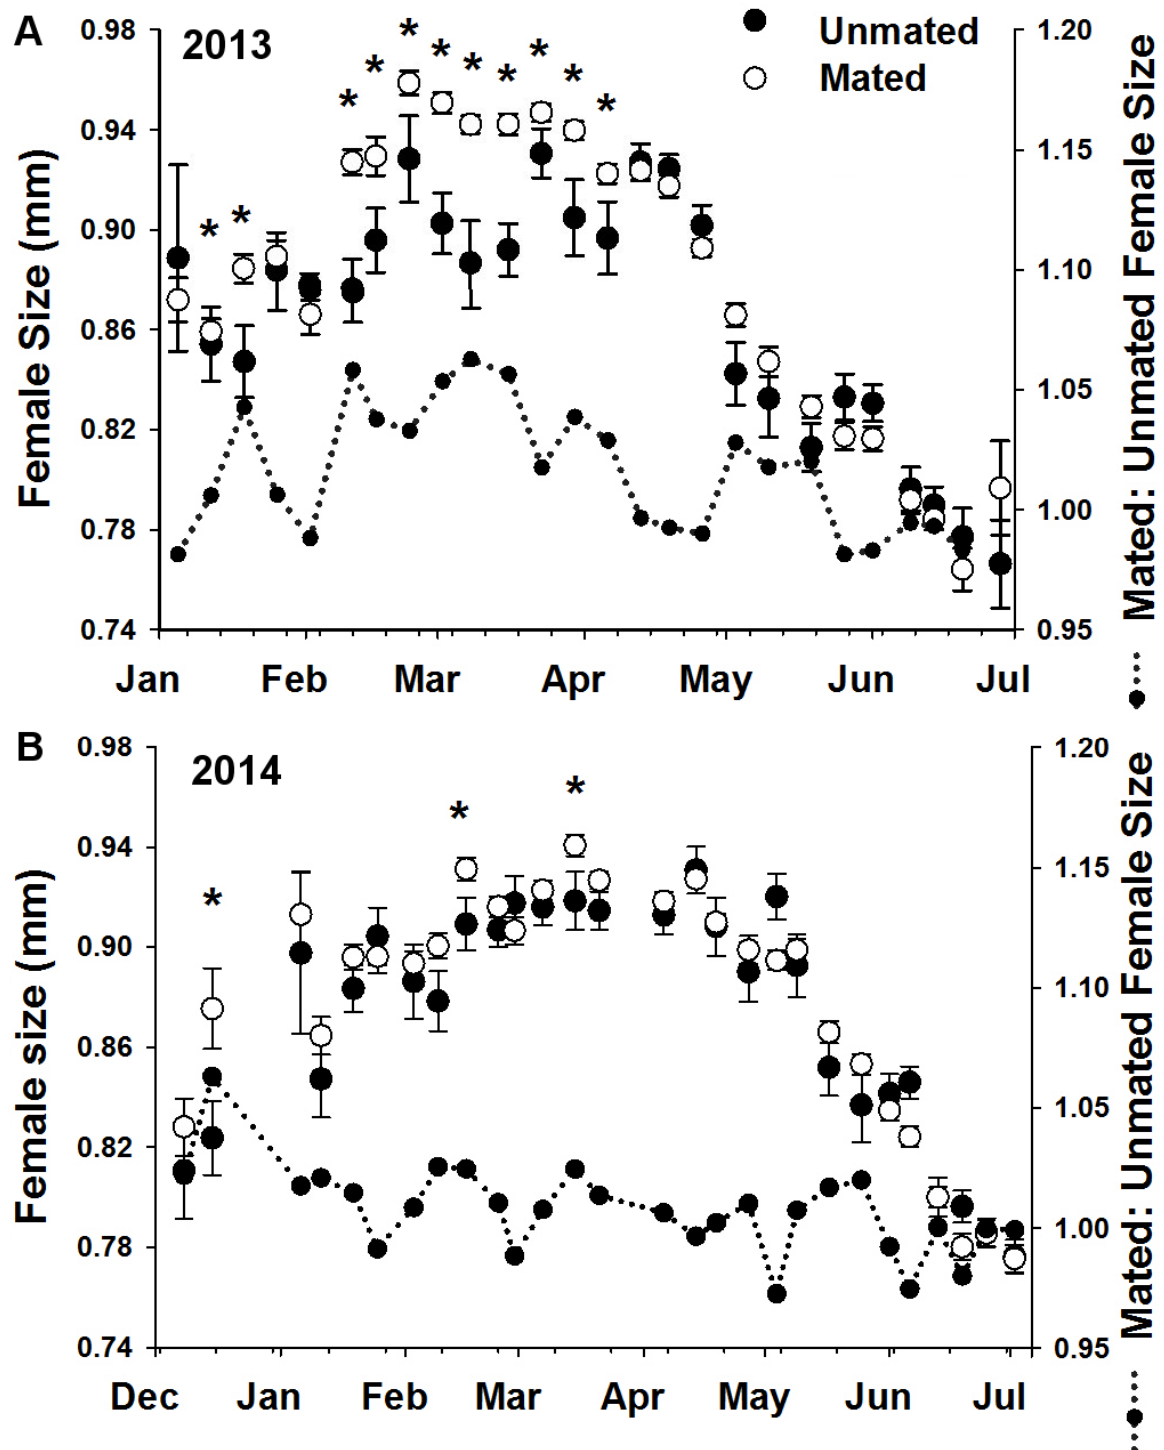 A
2013
Unmated
Mated
* * * * * * * * * * *
0.98
0.94
0.90
0.86
0.82
0.78
0.74
Female Size (mm)
1.20
1.15
1.10
1.05
1.00
0.95
Mated: Unmated Female Size
Jan Feb Mar Apr May Jun Jul
B
2014
* * *
0.98
0.94
0.90
0.86
0.82
0.78
0.74
Female size (mm)
1.20
1.15
1.10
1.05
1.00
0.95
Mated: Unmated Female Size
Dec Jan Feb Mar Apr May Jun Jul